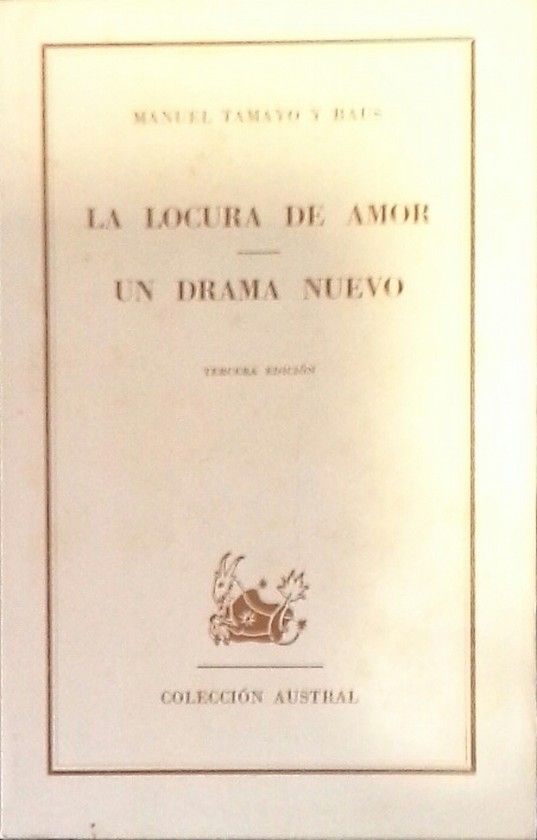 MANUEL TAMAYO Y BAUS
LA LOCURA DE AMOR
UN DRAMA NUEVO
TERCERA EDICIÓN
COLECCIÓN AUSTRAL